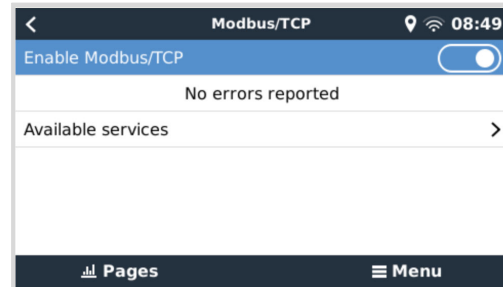 Modbus/TCP 08:49
Enable Modbus/TCP
No errors reported
Available services
Pages Menu